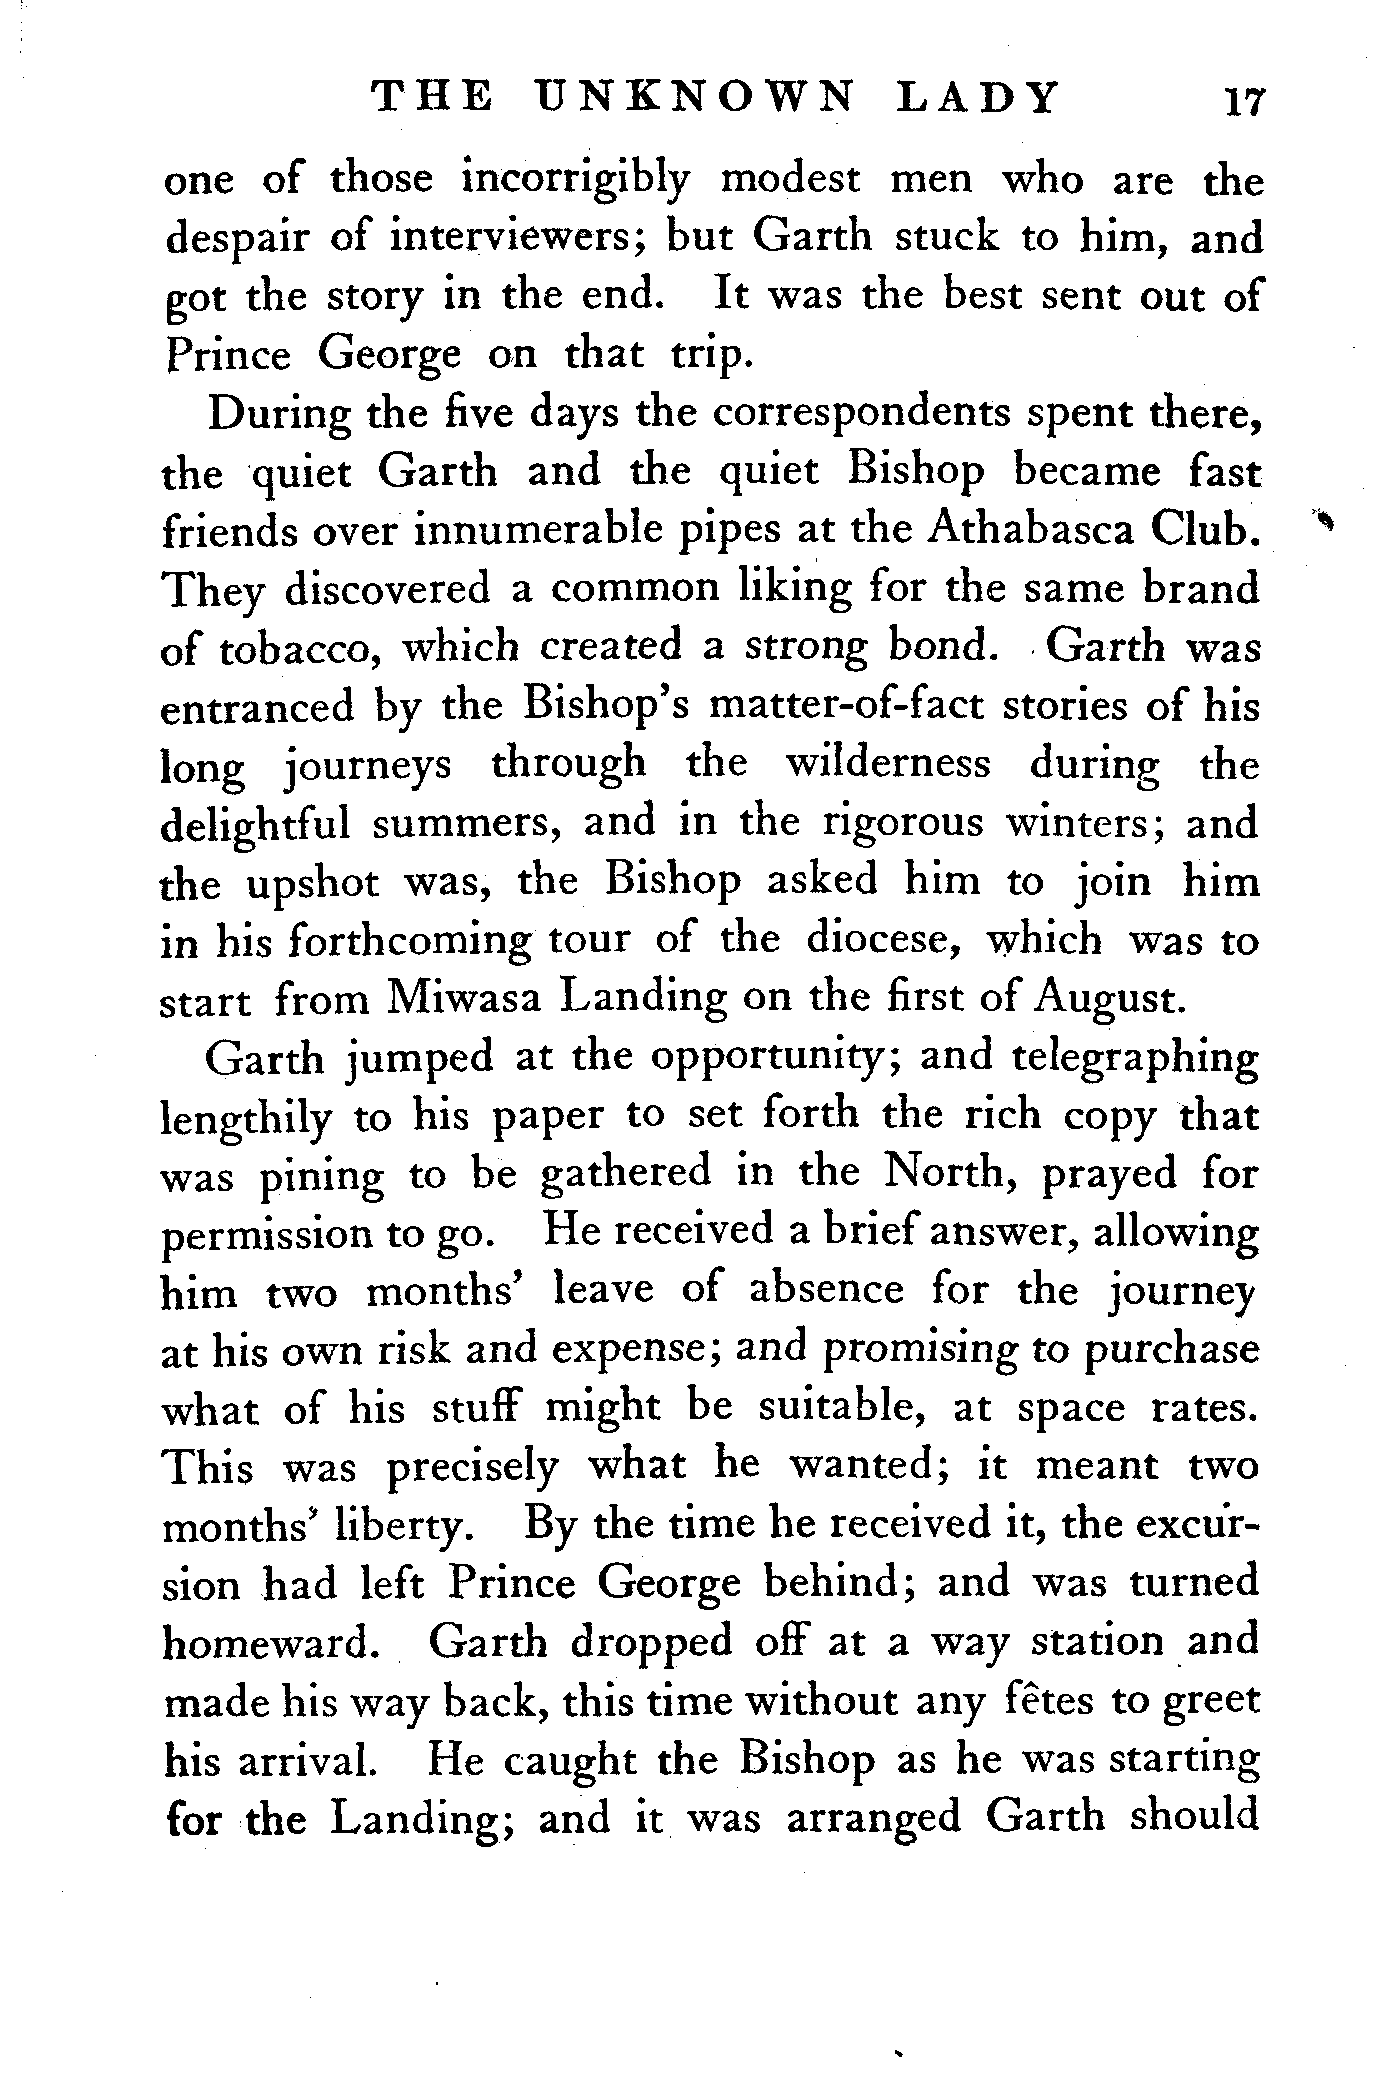 THE UNKNOWN LADY 17
one of those incorrigibly modest men who are the
despair of interviewers; but Garth stuck to him, and
got the story in the end. It was the best sent out of
Prince George on that trip.
During the five days the correspondents spent there,
the quiet Garth and the quiet Bishop became fast
friends over innumerable pipes at the Athabasca Club.
They discovered a common liking for the same brand
of tobacco, which created a strong bond. Garth was
entranced by the Bishop's matter-of-fact stories of his
long journeys through the wilderness during the
delightful summers, and in the rigorous winters; and
the upshot was, the Bishop asked him to join him
in his forthcoming tour of the diocese, which was to
start from Miwasa Landing on the first of August.
Garth jumped at the opportunity; and telegraphing
lengthily to his paper to set forth the rich copy that
was pining to be gathered in the North, prayed for
permission to go. He received a brief answer, allowing
him two months' leave of absence for the journey
at his own risk and expense; and promising to purchase
what of his stuff might be suitable, at space rates.
This was precisely what he wanted; it meant two
months' liberty. By the time he received it, the excur-
sion had left Prince George behind; and was turned
homeward. Garth dropped off at a way station and
made his way back, this time without any fêtes to greet
his arrival. He caught the Bishop as he was starting
for the Landing; and it was arranged Garth should